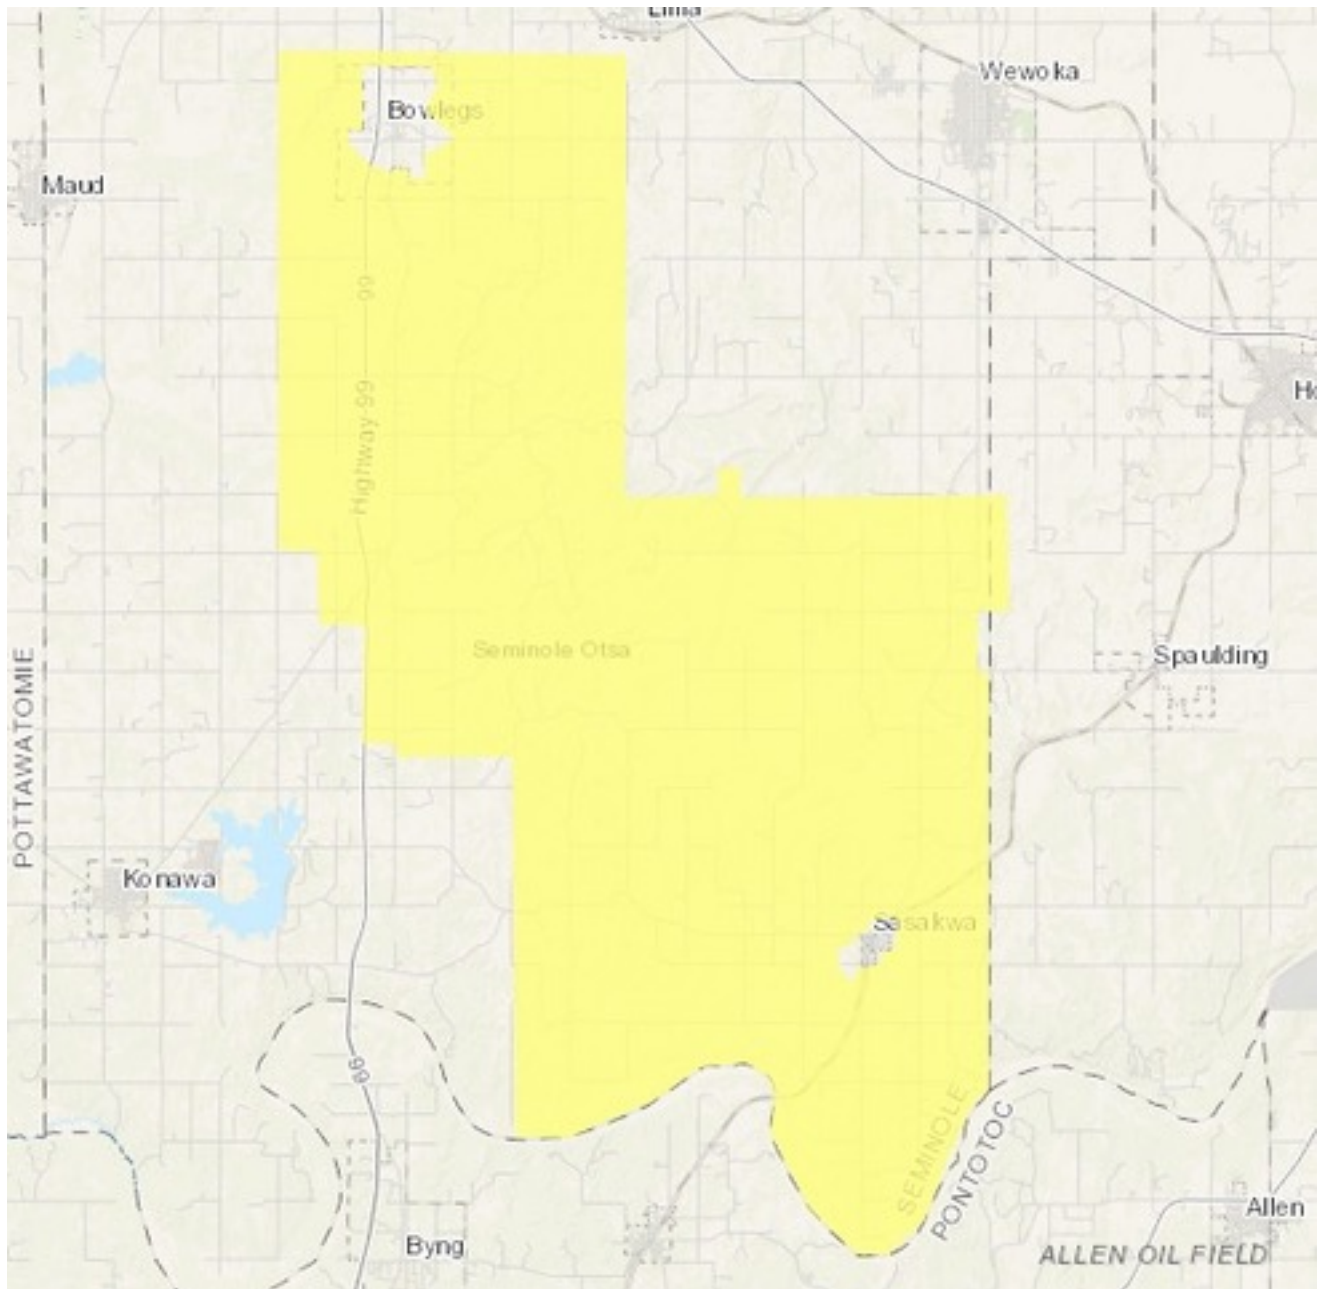 Lima
Wewoka
Bowlegs
Maud
99
Highway 99
Ho
Seminole Otsa
Spaulding
POTTAWATOMIE
Konawa
Sasakwa
99
SEMINOLE
PONTOTOC
Allen
Byng
ALLEN OIL FIELD